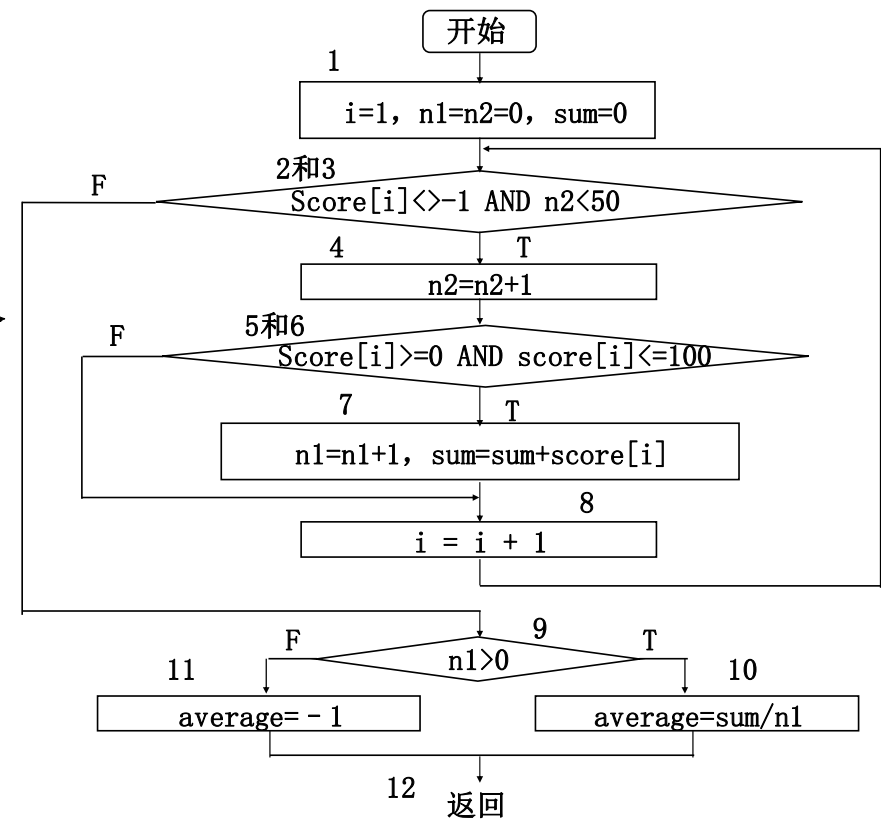 开始
1
i=1, n1=n2=0, sum=0
2和3
F
Score[i]<>-1 AND n2<50
4
T
n2=n2+1
5和6
F
Score[i]>=0 AND score[i]<=100
7
T
n1=n1+1, sum=sum+score[i]
8
i = i + 1
9
F
T
n1>0
11
10
average=-1
average=sum/n1
12
返回